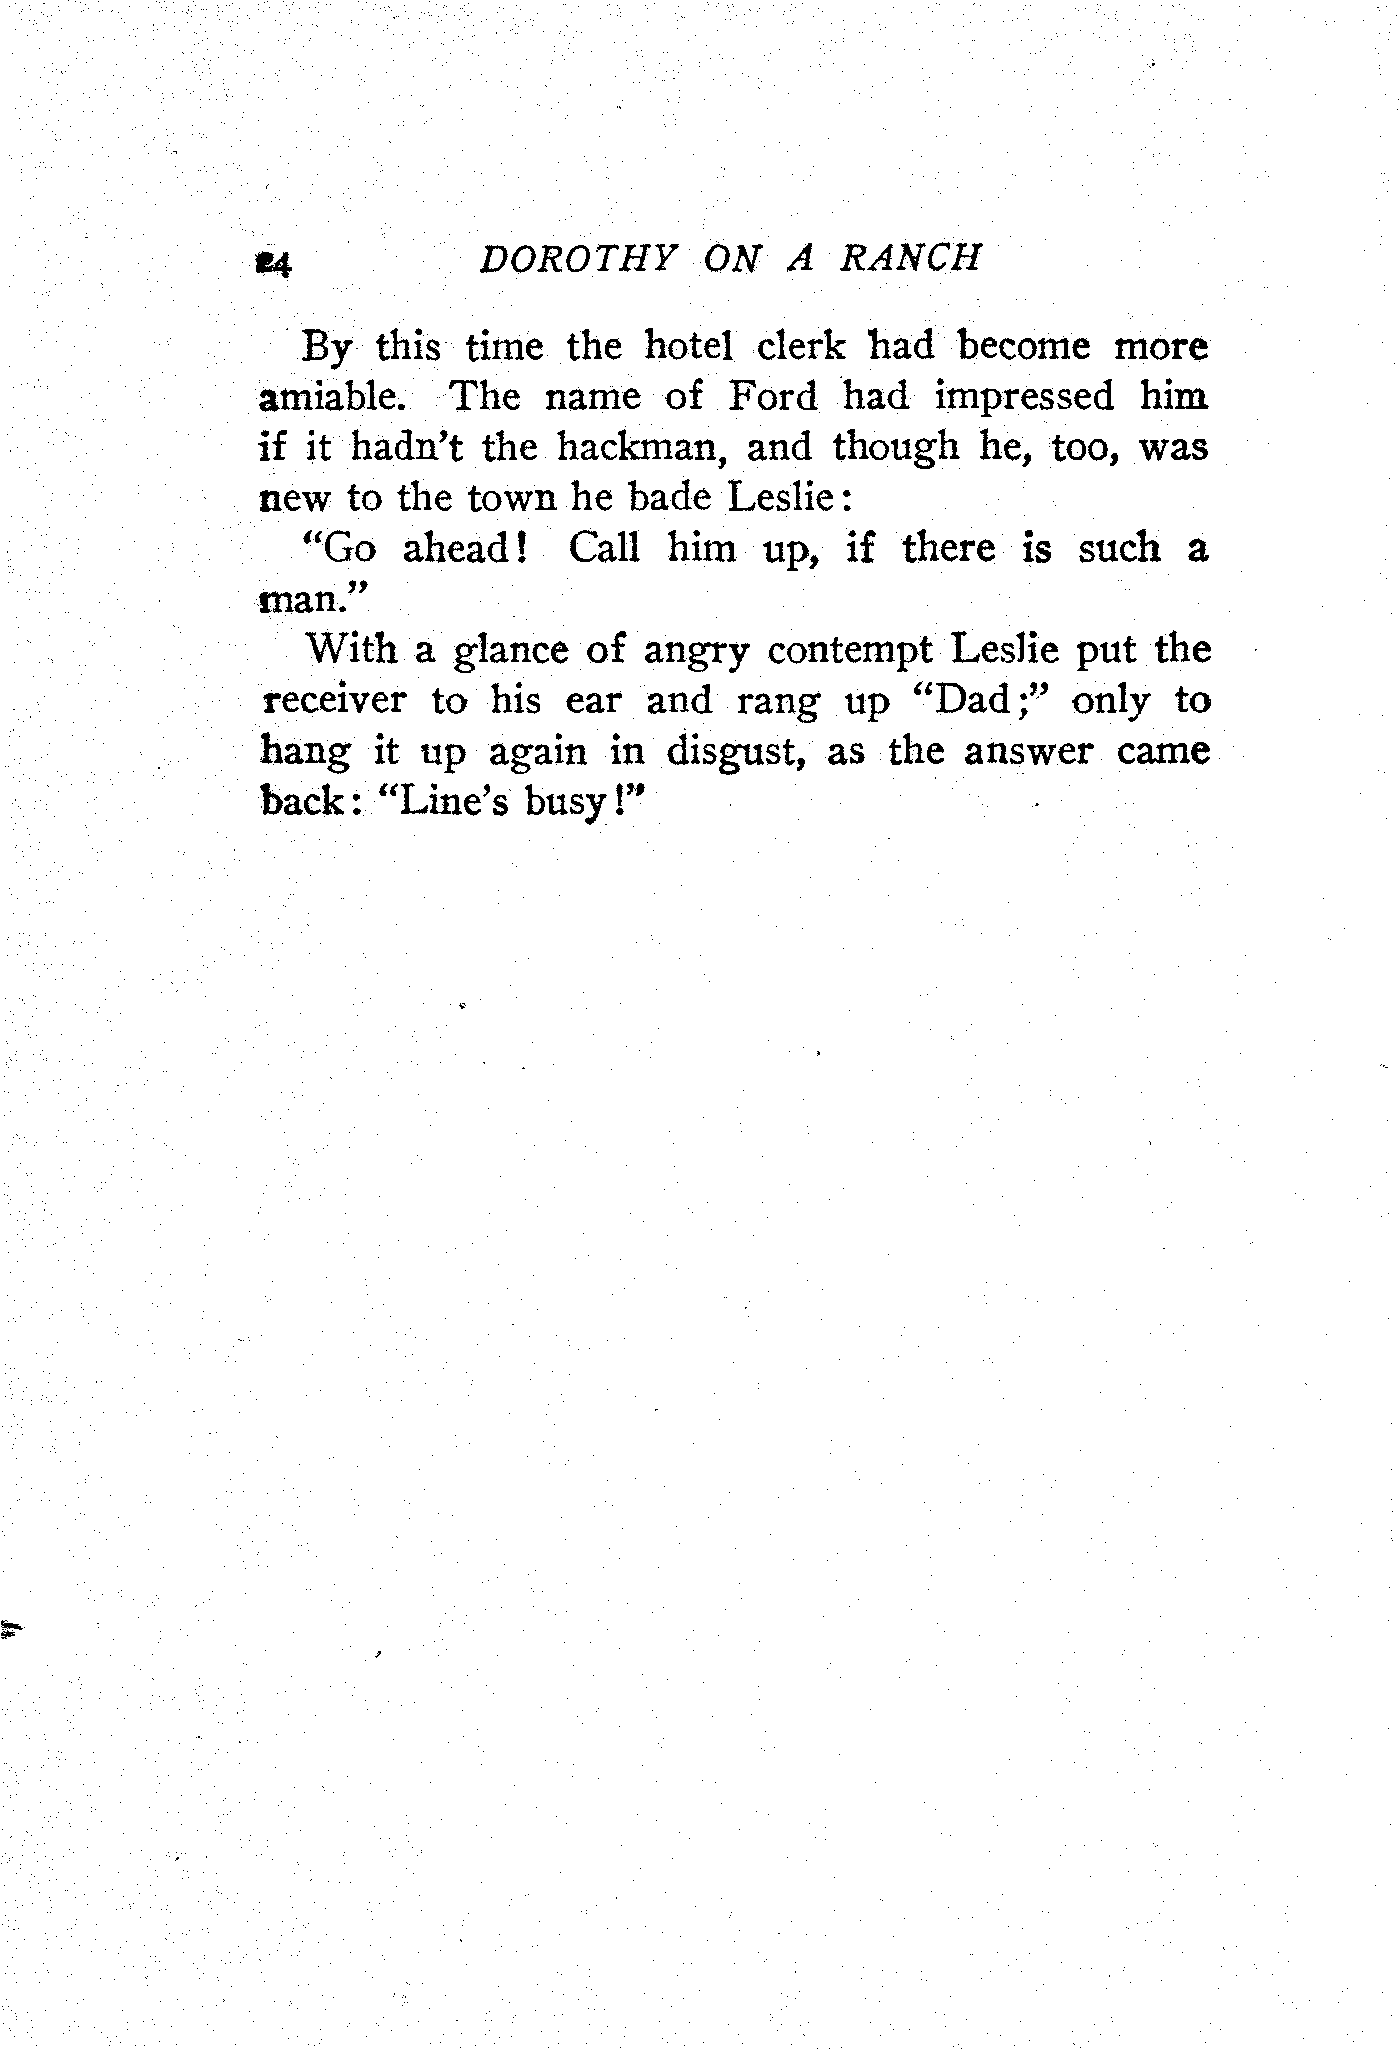 24 DOROTHY ON A RANCH
By this time the hotel clerk had become more
amiable. The name of Ford had impressed him
if it hadn't the hackman, and though he, too, was
new to the town he bade Leslie:
"Go ahead! Call him up, if there is such a
man."
With a glance of angry contempt Leslie put the
receiver to his ear and rang up "Dad;" only to
hang it up again in disgust, as the answer came
back: "Line's busy!"